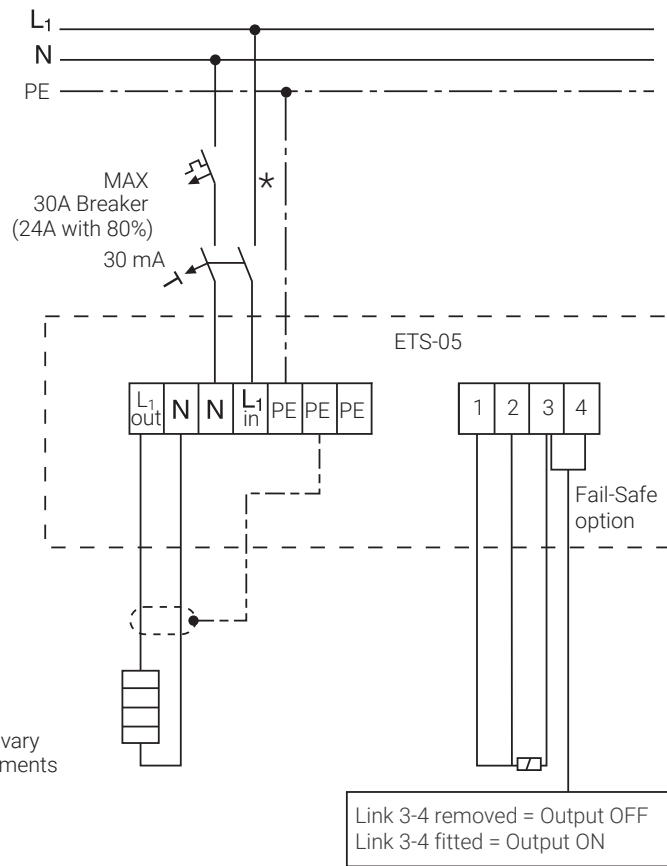 L1
N
PE
MAX
30A Breaker
(24A with 80%)
*
30 mA
ETS-05
L1 out N N L1 in PE PE PE
1 2 3 4
Fail-Safe
option
vary
ments
Link 3-4 removed = Output OFF
Link 3-4 fitted = Output ON